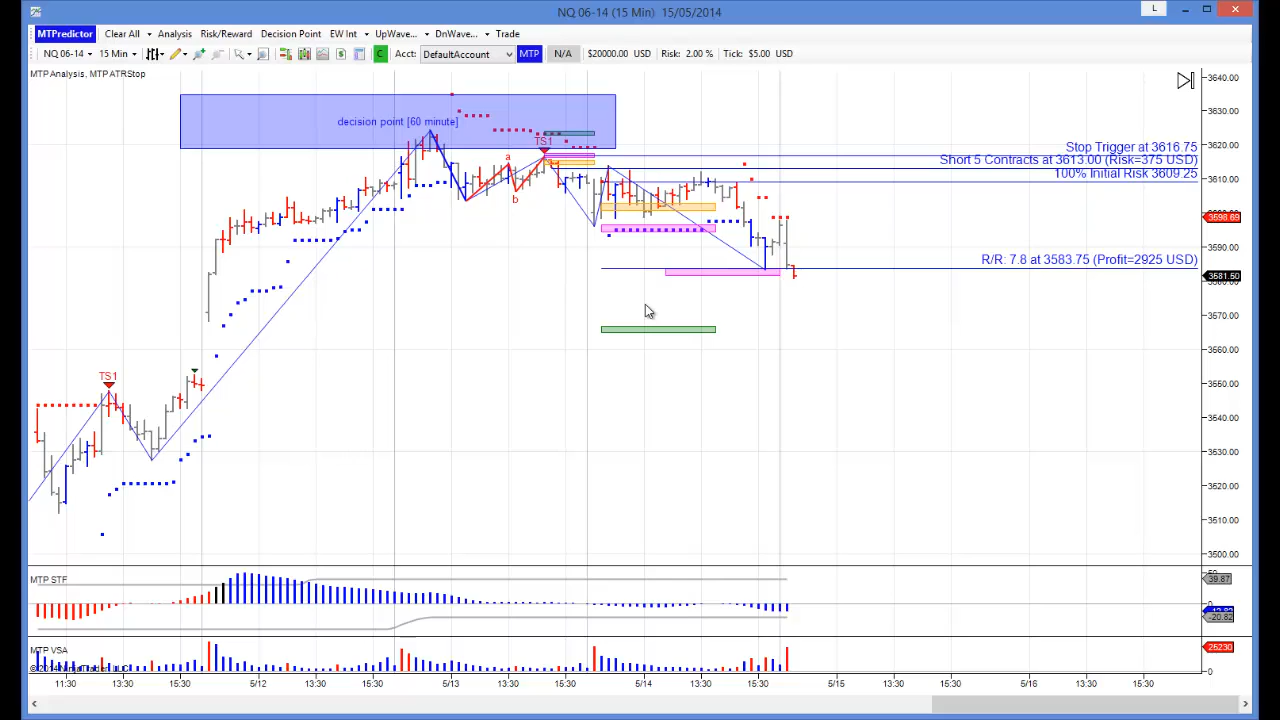 NQ 06-14 (15 Min)  15/05/2014
L
MTPredictor Clear All Analysis Risk/Reward Decision Point EW Int UpWave... DnWave... Trade
NQ 06-14 15 Min C Acct: DefaultAccount MTP N/A $20000.00 USD Risk: 2.00 % Tick: $5.00 USD
MTP Analysis, MTP ATRStop
3640.00
3630.00
decision point [60 minute]
TS1
3620.00
Stop Trigger at 3616.75
a
Short 5 Contracts at 3613.00 (Risk=375 USD)
100% Initial Risk 3609.25
3610.00
b
3598.69
3590.00
R/R: 7.8 at 3583.75 (Profit=2925 USD)
3581.50
3570.00
3660.00
TS1
3650.00
3640.00
3630.00
3620.00
3510.00
3500.00
MTP STF
39.87
0
-20.82
MTP VSA
25230
0
11:30 13:30 15:30 5/12 13:30 15:30 5/13 13:30 15:30 5/14 13:30 15:30 5/15 13:30 15:30 5/16 13:30 15:30